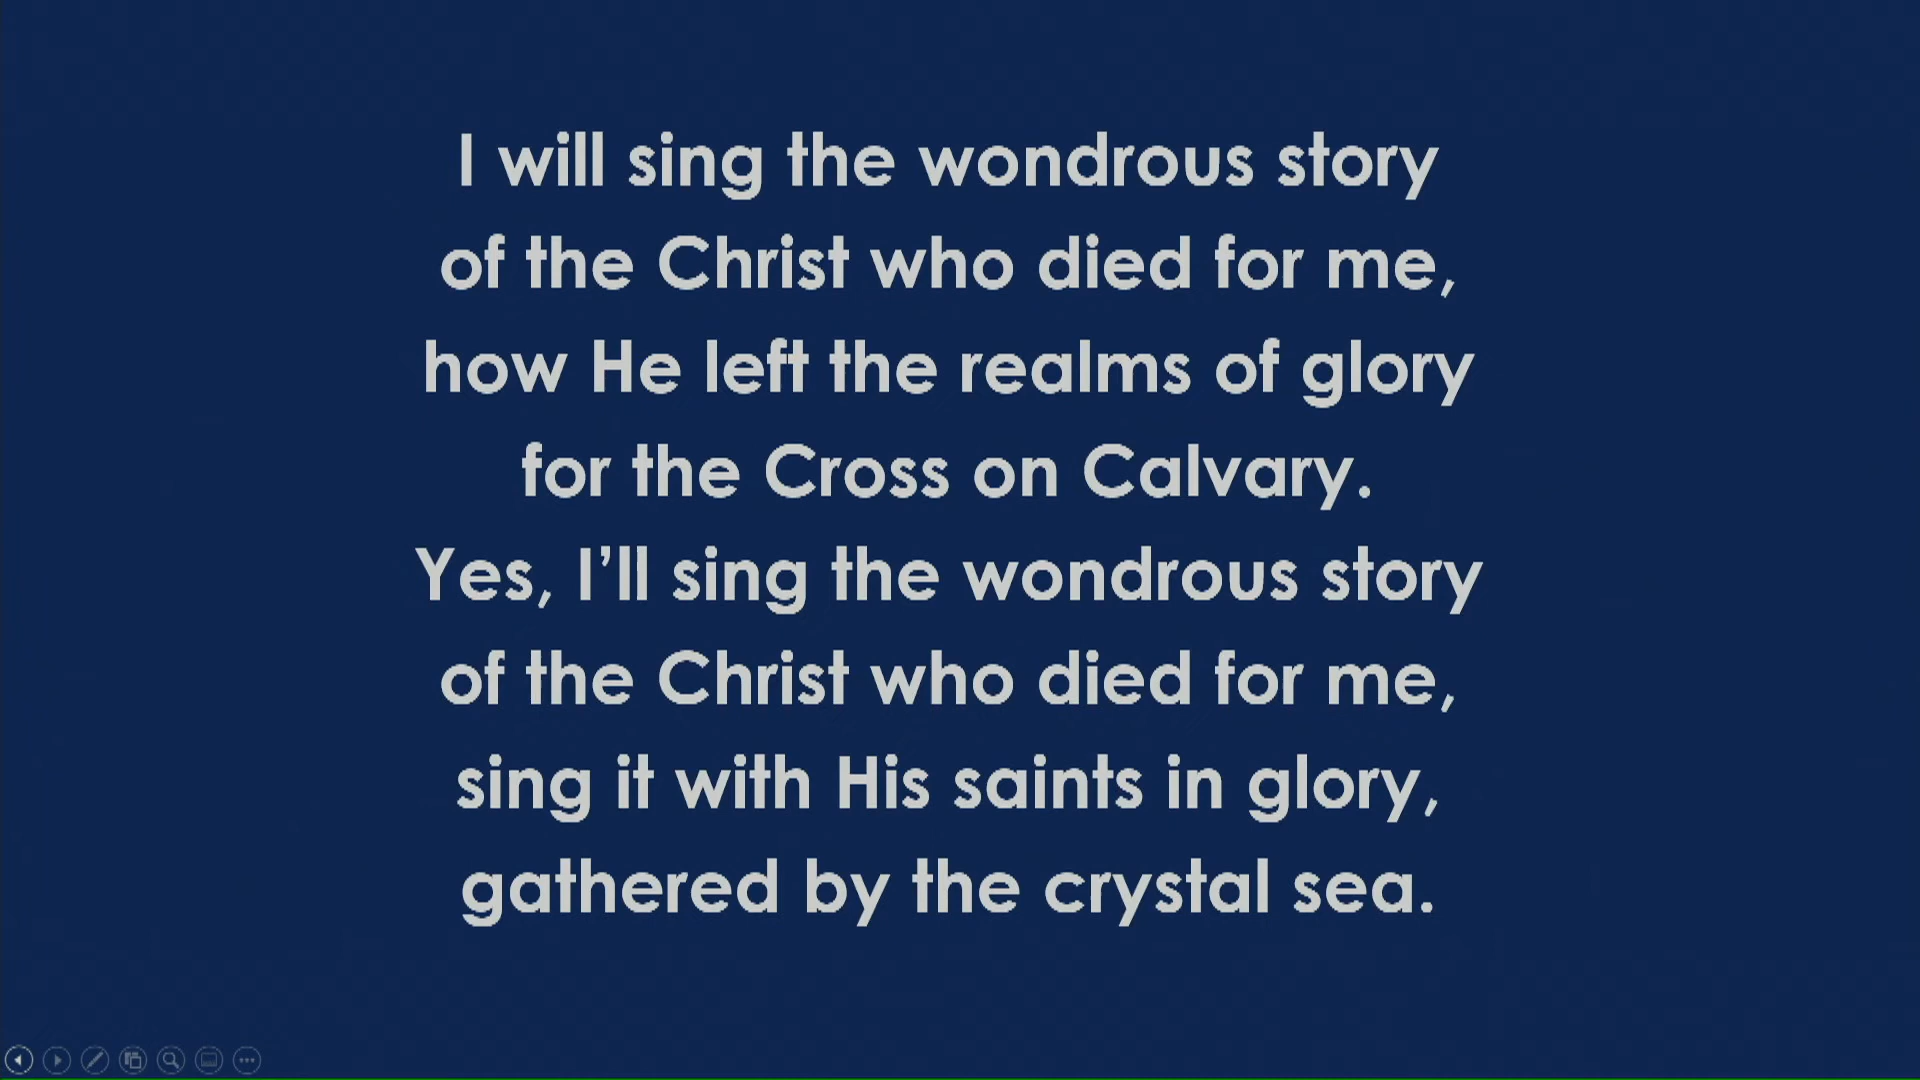 I will sing the wondrous story
of the Christ who died for me,
how He left the realms of glory
for the Cross on Calvary.
Yes, I’ll sing the wondrous story
of the Christ who died for me,
sing it with His saints in glory,
gathered by the crystal sea.